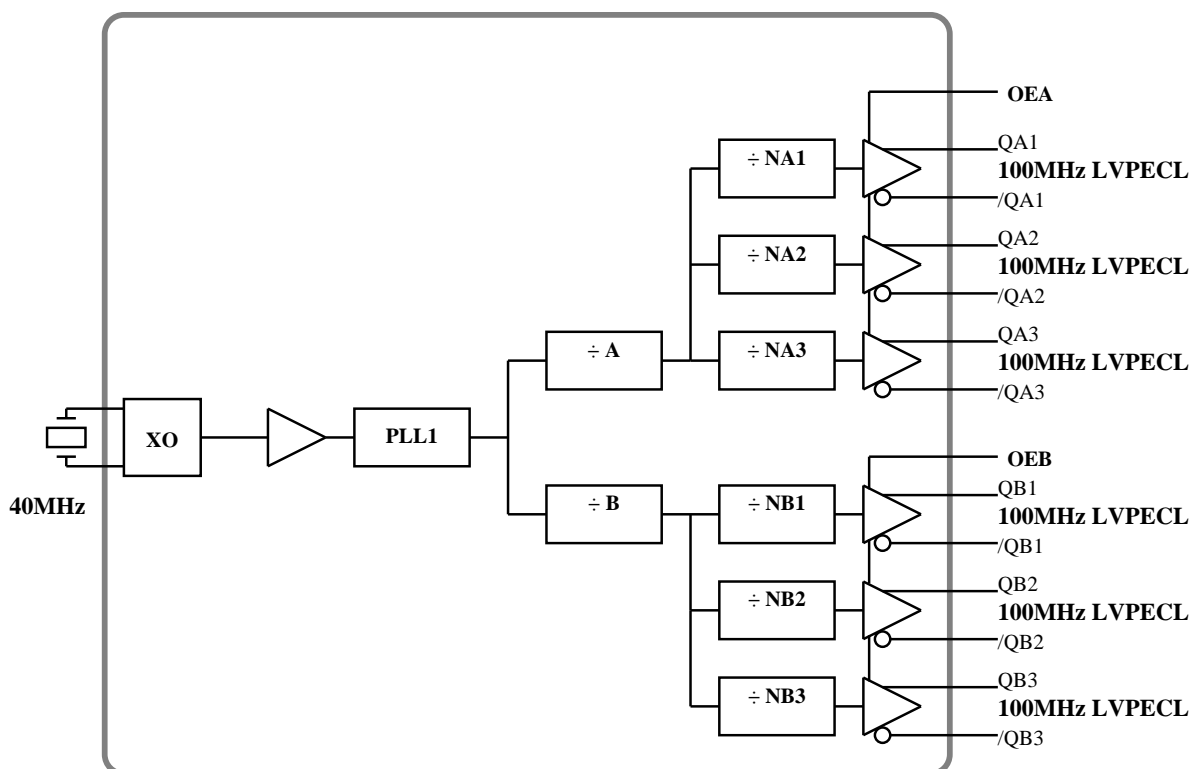 OEA
QA1
÷ NA1
100MHz LVPECL
/QA1
QA2
÷ NA2
100MHz LVPECL
/QA2
QA3
÷ A
÷ NA3
100MHz LVPECL
/QA3
XO
PLL1
40MHz
OEB
QB1
÷ B
÷ NB1
100MHz LVPECL
/QB1
QB2
÷ NB2
100MHz LVPECL
/QB2
QB3
÷ NB3
100MHz LVPECL
/QB3